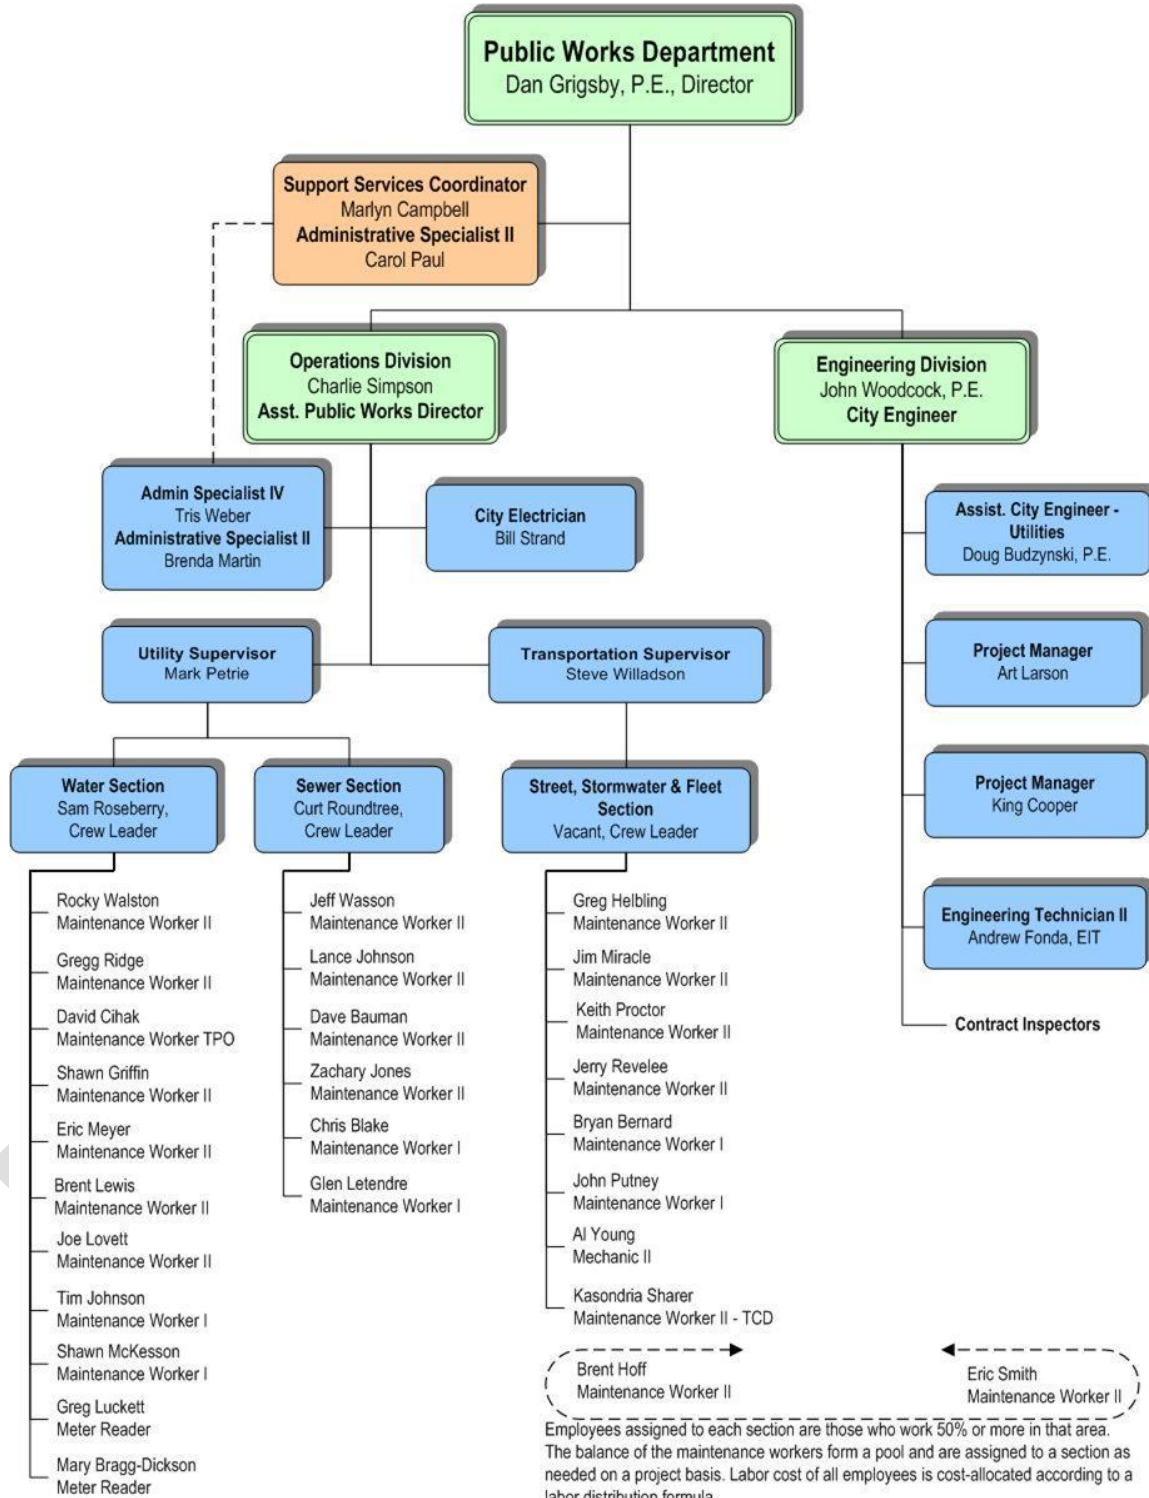 Public Works Department
Dan Grigsby, P.E., Director
Support Services Coordinator
Marlyn Campbell
Administrative Specialist II
Carol Paul
Operations Division
Charlie Simpson
Asst. Public Works Director
Engineering Division
John Woodcock, P.E.
City Engineer
Admin Specialist IV
Tris Weber
Administrative Specialist II
Brenda Martin
City Electrician
Bill Strand
Assist. City Engineer -
Utilities
Doug Budzynski, P.E.
Utility Supervisor
Mark Petrie
Transportation Supervisor
Steve Willadson
Project Manager
Art Larson
Project Manager
King Cooper
Engineering Technician II
Andrew Fonda, EIT
Contract Inspectors
Water Section
Sam Roseberry,
Crew Leader
Rocky Walston
Maintenance Worker II
Gregg Ridge
Maintenance Worker II
David Cihak
Maintenance Worker TPO
Shawn Griffin
Maintenance Worker II
Eric Meyer
Maintenance Worker II
Brent Lewis
Maintenance Worker II
Joe Lovett
Maintenance Worker II
Tim Johnson
Maintenance Worker I
Shawn McKesson
Maintenance Worker I
Greg Luckett
Meter Reader
Mary Bragg-Dickson
Meter Reader
Sewer Section
Curt Roundtree,
Crew Leader
Jeff Wasson
Maintenance Worker II
Lance Johnson
Maintenance Worker II
Dave Bauman
Maintenance Worker II
Zachary Jones
Maintenance Worker II
Chris Blake
Maintenance Worker I
Glen Letendre
Maintenance Worker I
Street, Stormwater & Fleet
Section
Vacant, Crew Leader
Greg Helbling
Maintenance Worker II
Jim Miracle
Maintenance Worker II
Keith Proctor
Maintenance Worker II
Jerry Revelee
Maintenance Worker II
Bryan Bernard
Maintenance Worker I
John Putney
Maintenance Worker I
Al Young
Mechanic II
Kasondria Sharer
Maintenance Worker II - TCD
Brent Hoff
Maintenance Worker II
Eric Smith
Maintenance Worker II
Employees assigned to each section are those who work 50% or more in that area.
The balance of the maintenance workers form a pool and are assigned to a section as
needed on a project basis. Labor cost of all employees is cost-allocated according to a
labor distribution formula